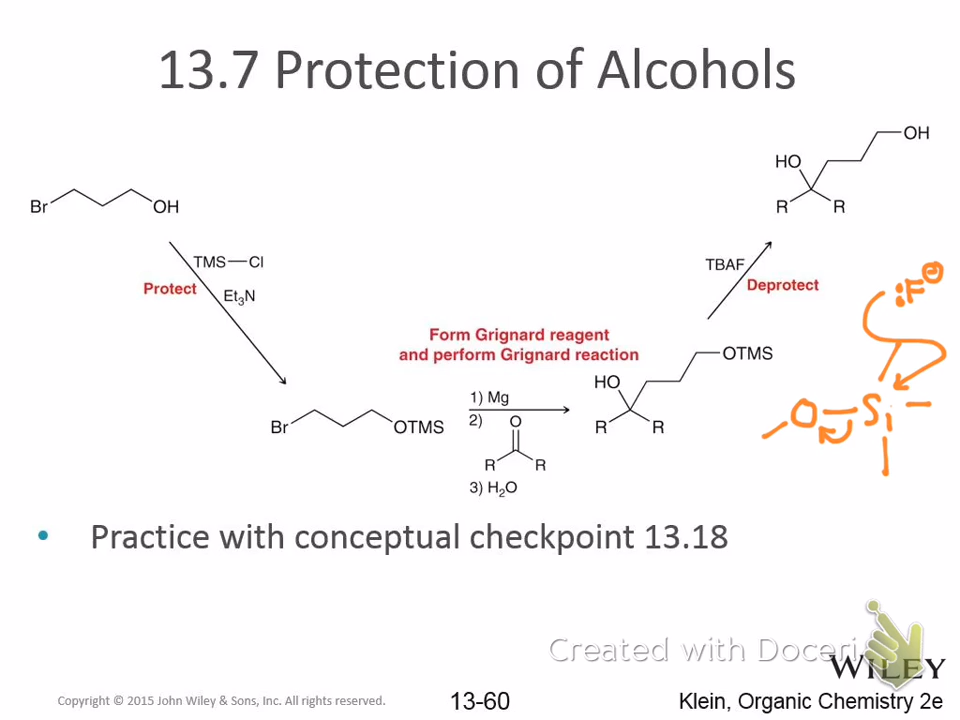 13.7 Protection of Alcohols
OH
HO
R R
Br
OH
TMS—Cl
Protect
Et₃N
TBAF
Deprotect
:F⊖
Form Grignard reagent
and perform Grignard reaction
OTMS
HO
R R
O—Si
Br
OTMS
1) Mg
2) O
R R
3) H₂O
• Practice with conceptual checkpoint 13.18
Created with Doceri
WILEY
Copyright © 2015 John Wiley & Sons, Inc. All rights reserved. 13-60 Klein, Organic Chemistry 2e